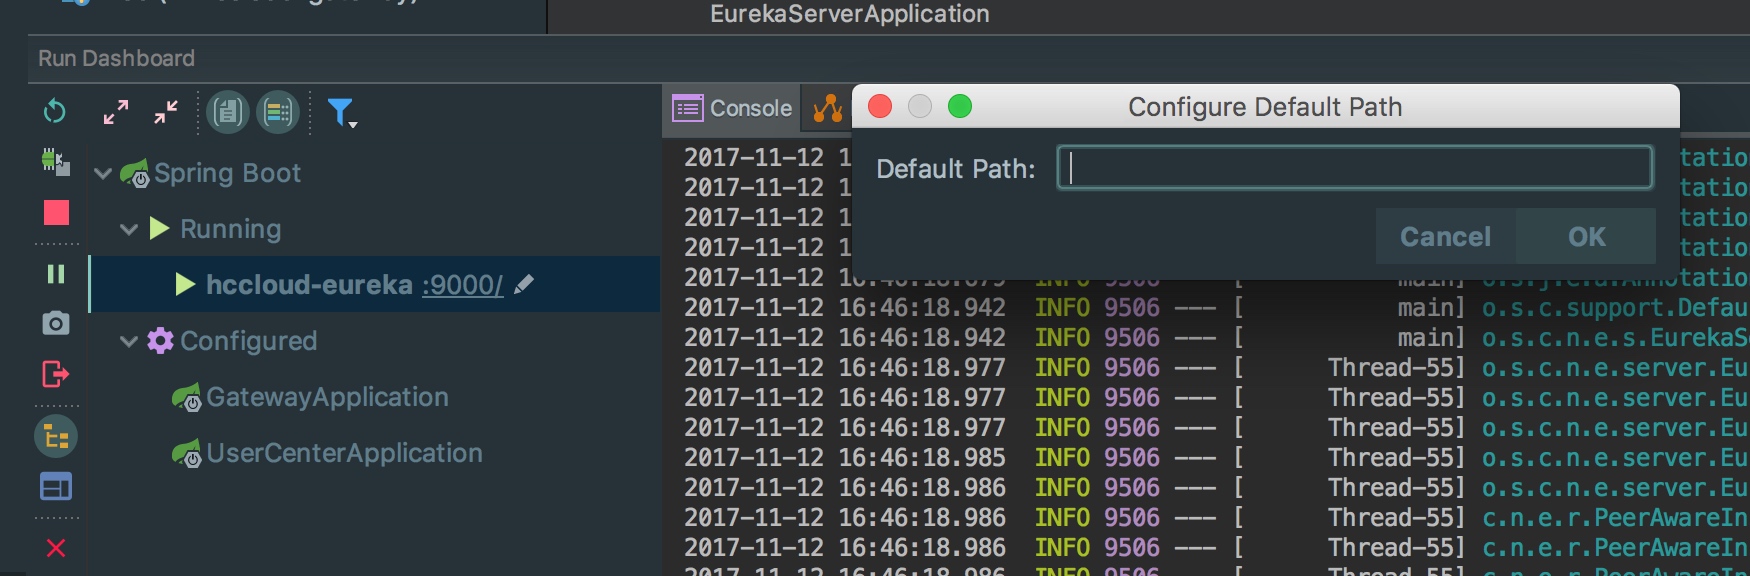 EurekaServerApplication
Run Dashboard
Console
Configure Default Path
Default Path:
Cancel
OK
Spring Boot
Running
hccloud-eureka :9000/
Configured
GatewayApplication
UserCenterApplication
2017-11-12 1 tatio
2017-11-12 1 tatio
2017-11-12 1 tatio
2017-11-12 1 tatio
2017-11-12 INFO 9506 --- [ main]
2017-11-12 16:46:18.942 INFO 9506 --- [ main] o.s.c.support.Defau
2017-11-12 16:46:18.942 INFO 9506 --- [ main] o.s.c.n.e.s.EurekaS
2017-11-12 16:46:18.977 INFO 9506 --- [ Thread-55] o.s.c.n.e.server.Eu
2017-11-12 16:46:18.977 INFO 9506 --- [ Thread-55] o.s.c.n.e.server.Eu
2017-11-12 16:46:18.977 INFO 9506 --- [ Thread-55] o.s.c.n.e.server.Eu
2017-11-12 16:46:18.985 INFO 9506 --- [ Thread-55] o.s.c.n.e.server.Eu
2017-11-12 16:46:18.986 INFO 9506 --- [ Thread-55] o.s.c.n.e.server.Eu
2017-11-12 16:46:18.986 INFO 9506 --- [ Thread-55] c.n.e.r.PeerAwareIn
2017-11-12 16:46:18.986 INFO 9506 --- [ Thread-55] c.n.e.r.PeerAwareIn